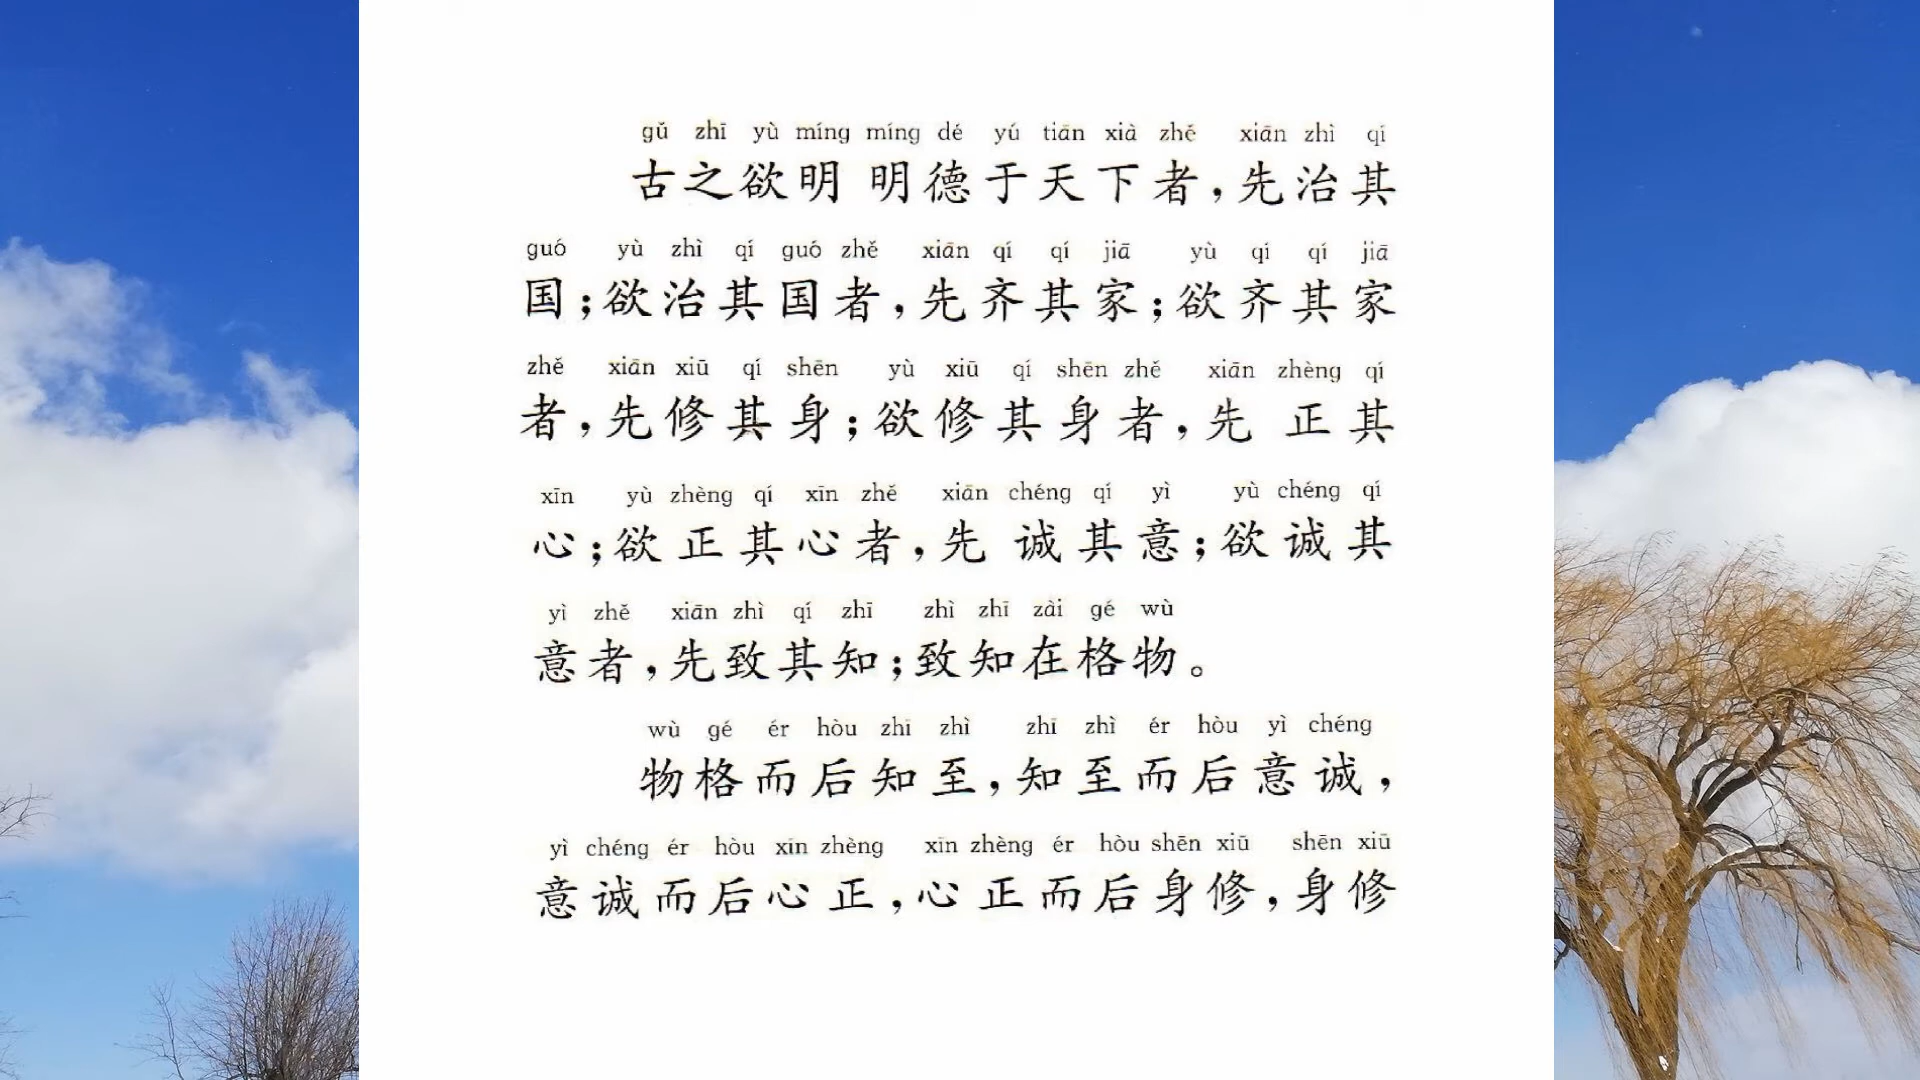 gǔ zhī yù míng míng dé yú tiān xià zhě xiān zhì qí
古之欲明 明德于天下者，先治其
guó yù zhì qí guó zhě xiān qí qí jiā yù qí qí jiā
国；欲治其国者，先齐其家；欲齐其家
zhě xiān xiū qí shēn yù xiū qí shēn zhě xiān zhèng qí
者，先修其身；欲修其身者，先 正其
xīn yù zhèng qí xīn zhě xiān chéng qí yì yù chéng qí
心；欲正其心者，先 诚其意；欲诚其
yì zhě xiān zhì qí zhī zhì zhī zài gé wù
意者，先致其知；致知在格物。
wù gé ér hòu zhī zhì zhī zhì ér hòu yì chéng
物格而后知至，知至而后意诚，
yì chéng ér hòu xīn zhèng xīn zhèng ér hòu shēn xiū shēn xiū
意诚而后心正，心正而后身修，身修